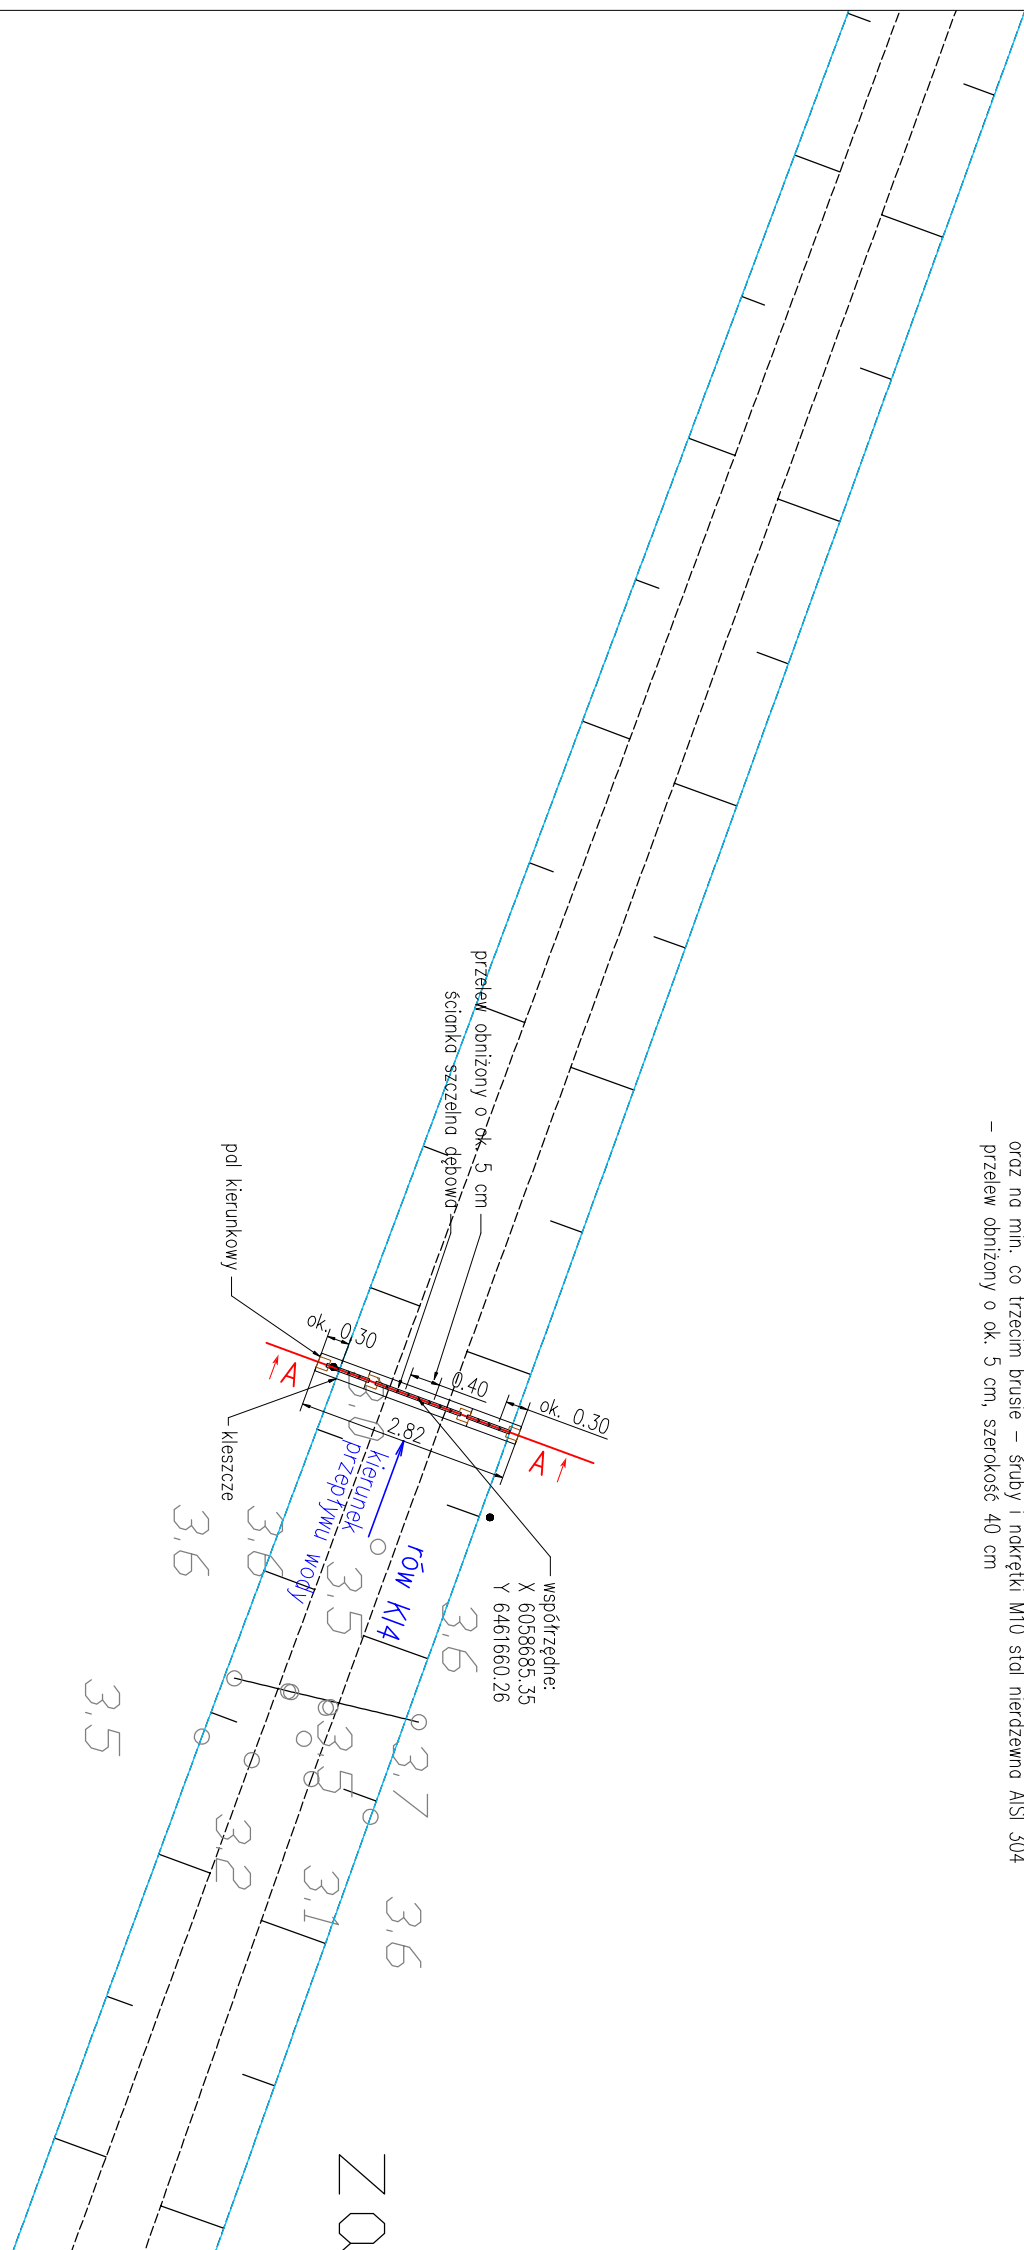 oraz na min. co trzecim brusie – śruby i nakrętki M10 stal nierdzewna AISI 304
– przelew obniżony o ok. 5 cm, szerokość 40 cm
przelew obniżony o ok. 5 cm
ścianka szczelna dębowa
pal kierunkowy
kleszcze
ok. 0.30
0.40
ok. 0.30
2.82
A
A
kierunek
przepływu wody
rów K14
współrzędne:
X 6058685.35
Y 6461660.26
3.0
3.6
3.6
3.5
3.6
3.5
3.5
3.7
3.2
3.1
3.6